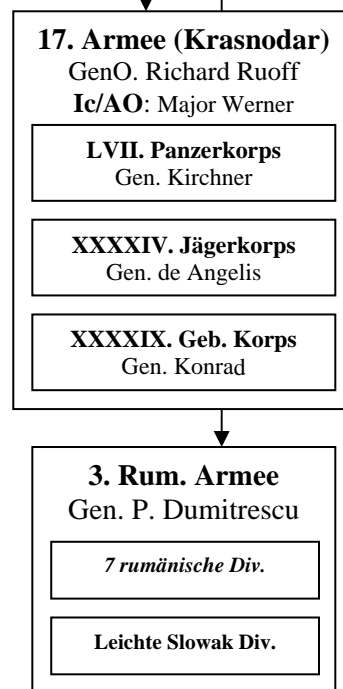 17. Armee (Krasnodar)
GenO. Richard Ruoff
Ic/AO: Major Werner
LVII. Panzerkorps
Gen. Kirchner
XXXXIV. Jägerkorps
Gen. de Angelis
XXXXIX. Geb. Korps
Gen. Konrad
3. Rum. Armee
Gen. P. Dumitrescu
7 rumänische Div.
Leichte Slowak Div.